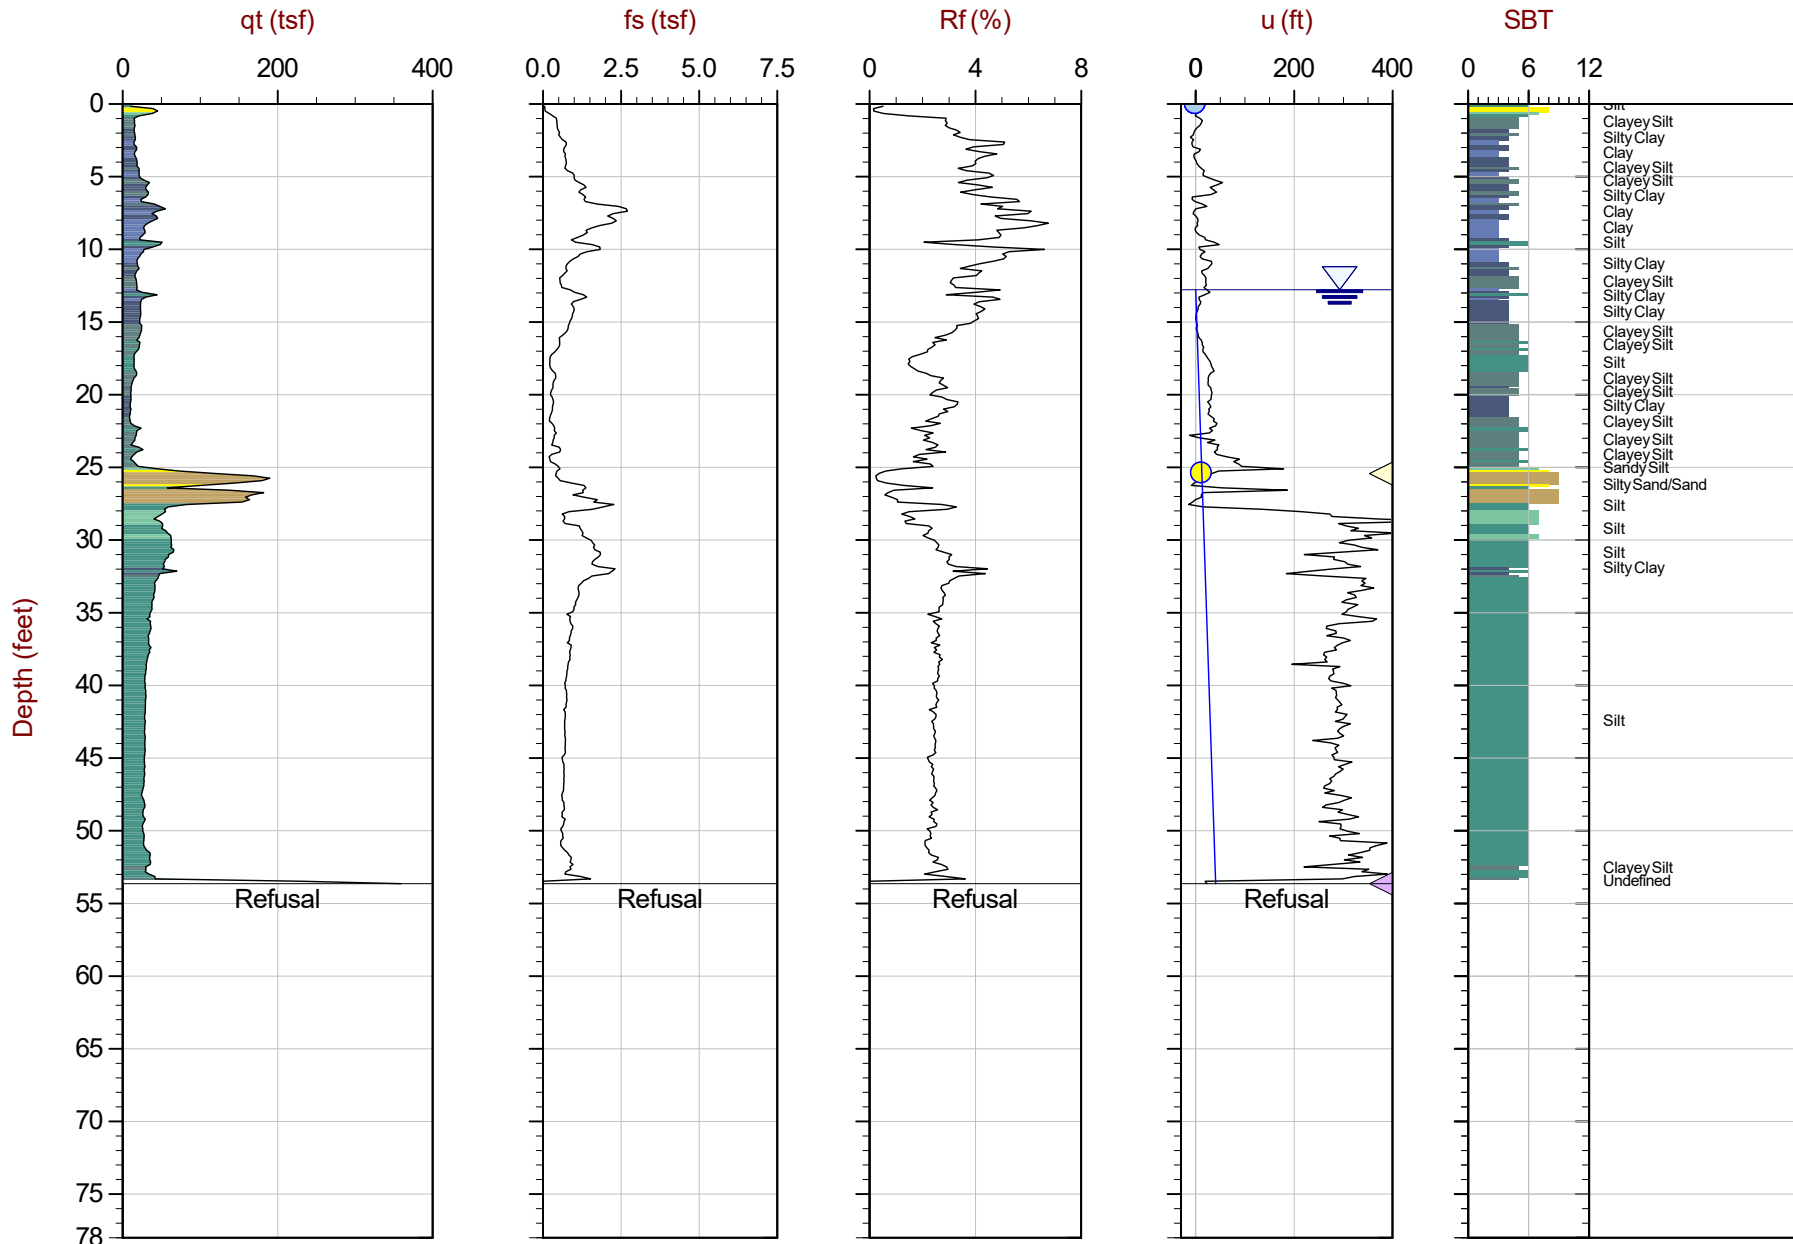 qt (tsf) fs (tsf) Rf (%) u (ft) SBT
0 200 400 0.0 2.5 5.0 7.5 0 4 8 0 200 400 0 6 12
Depth (feet)
0
5
10
15
20
25
30
35
40
45
50
55
60
65
70
75
78
Silt
Clayey Silt
Silty Clay
Clay
Clayey Silt
Clayey Silt
Silty Clay
Clay
Clay
Silt
Silty Clay
Clayey Silt
Silty Clay
Silty Clay
Clayey Silt
Clayey Silt
Silt
Clayey Silt
Clayey Silt
Silty Clay
Clayey Silt
Clayey Silt
Clayey Silt
Sandy Silt
Silty Sand/Sand
Silt
Silt
Silt
Silty Clay
Silt
Clayey Silt
Undefined
Refusal Refusal Refusal Refusal